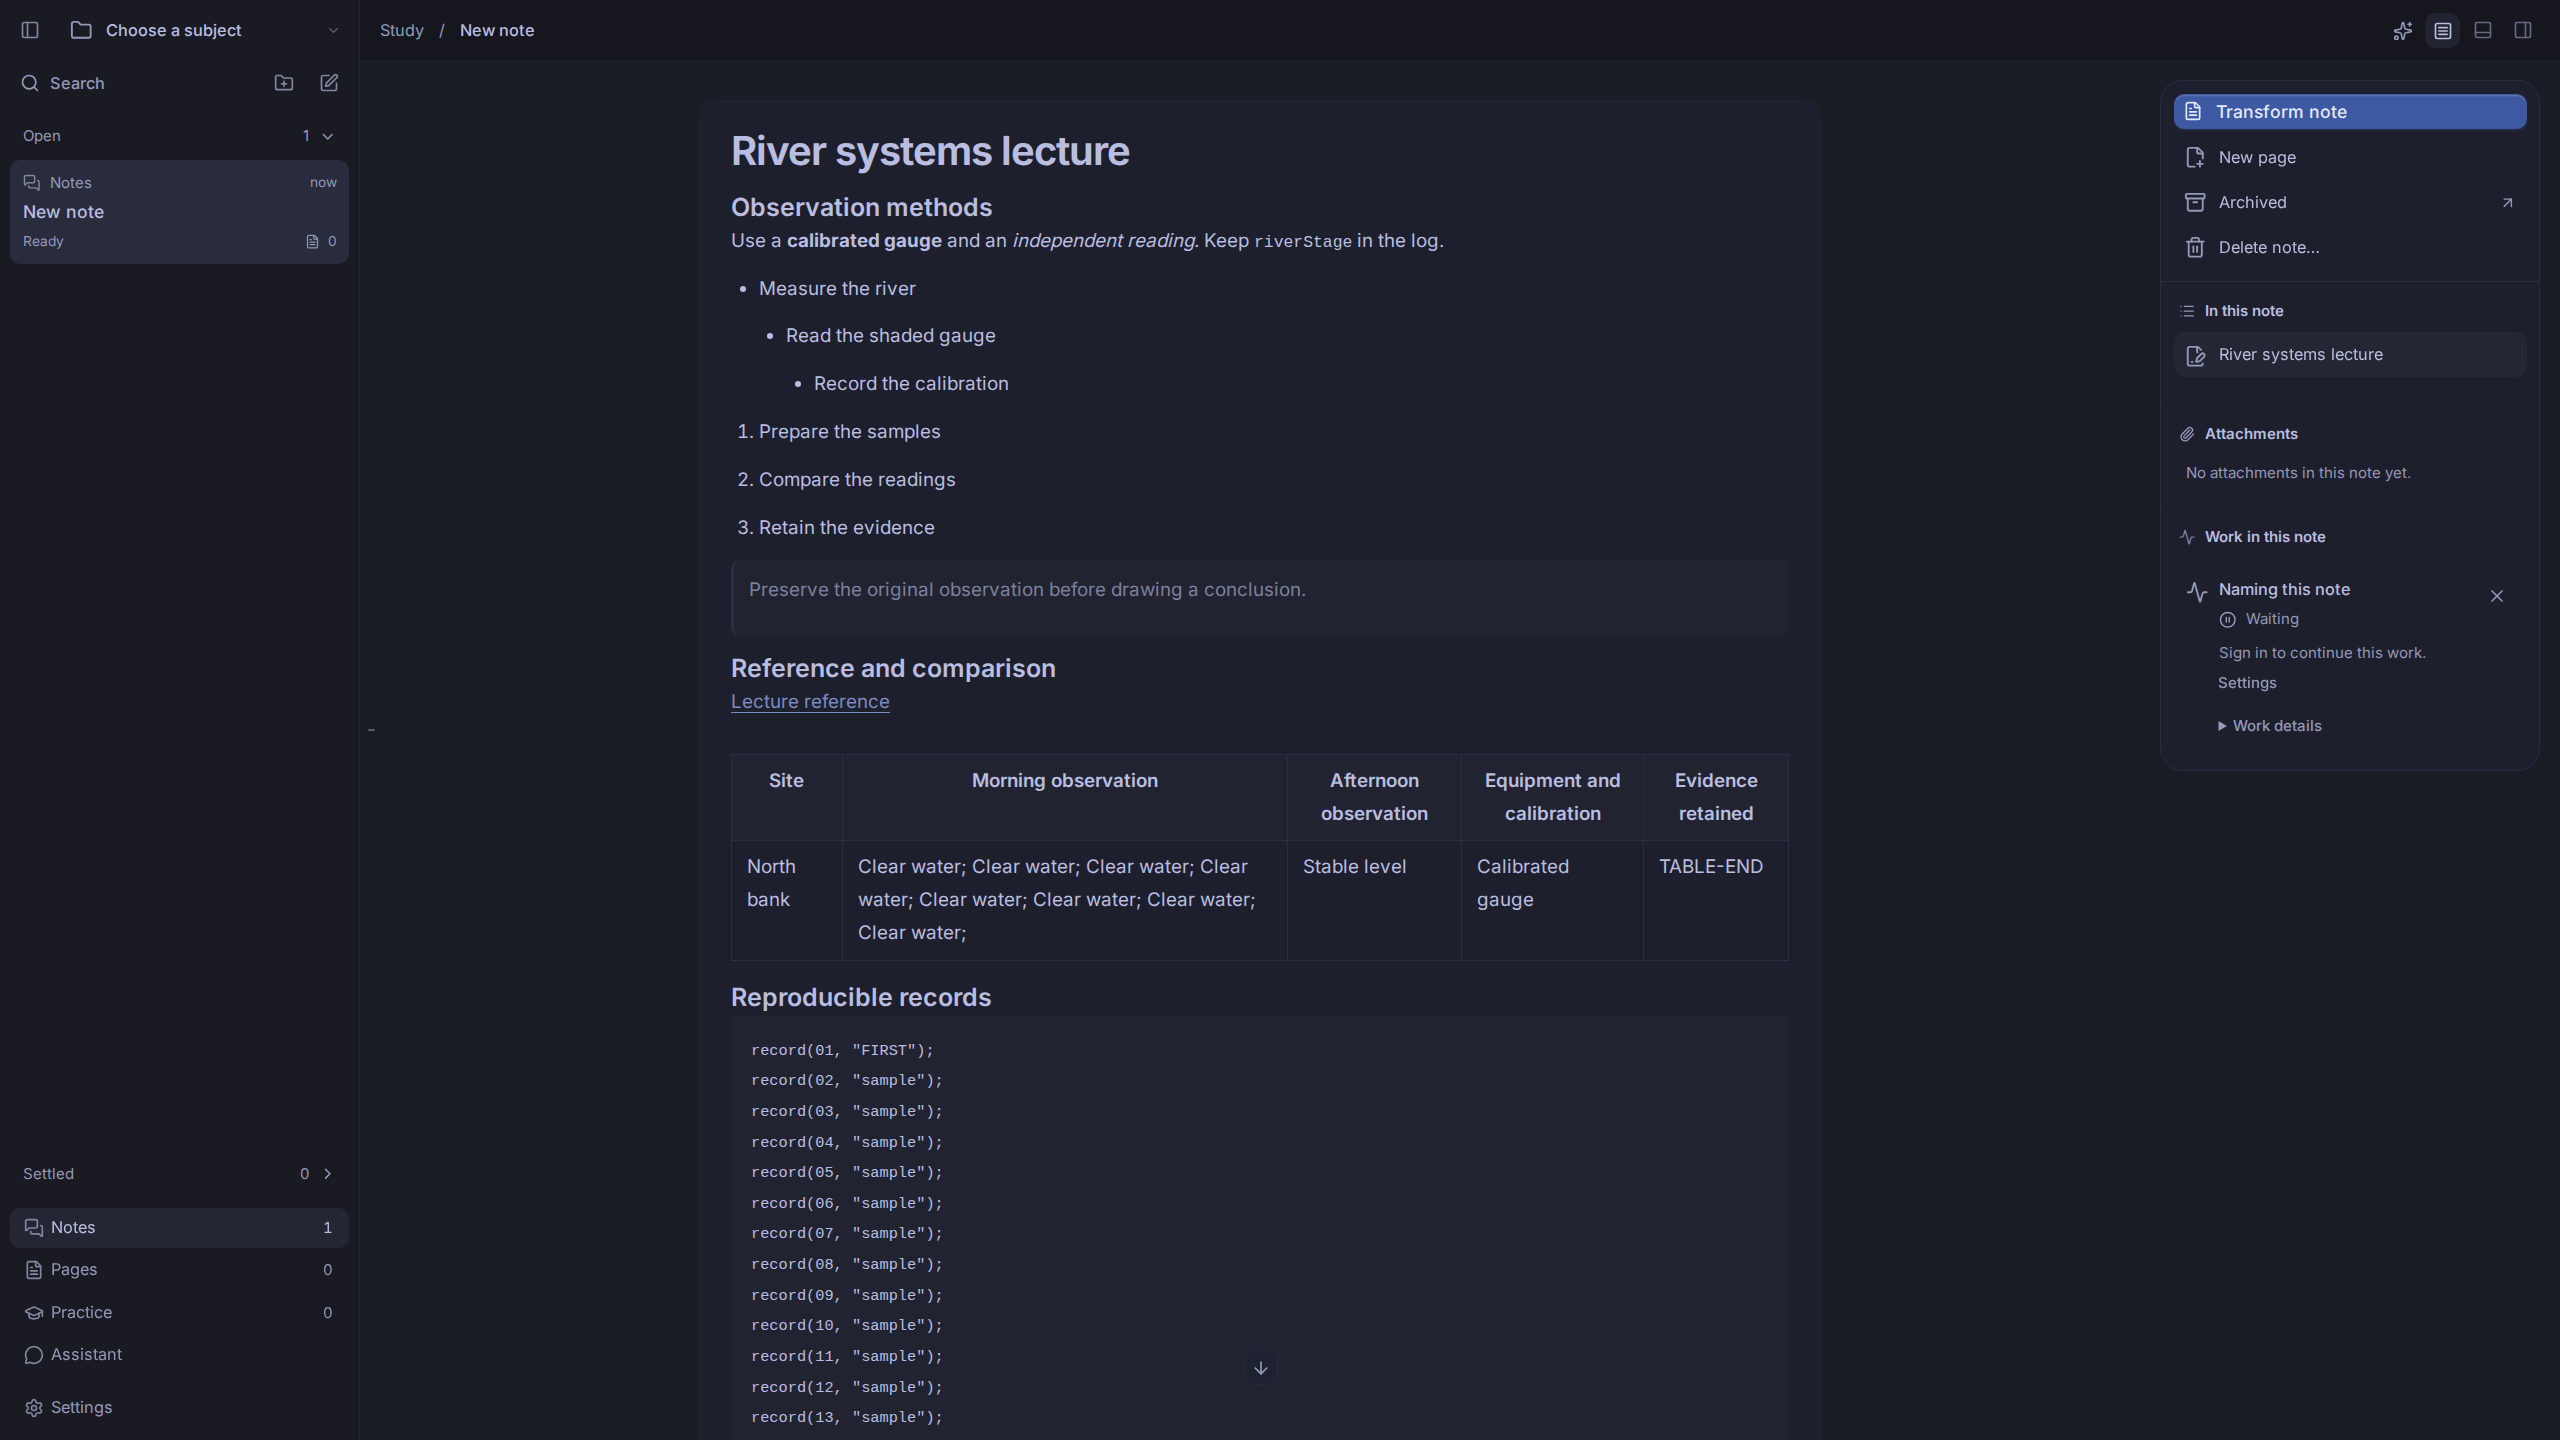 Choose a subject
Search
Open 1
Notes now
New note
Ready 0
Settled 0
Notes 1
Pages 0
Practice 0
Assistant
Settings
Study / New note
River systems lecture
Observation methods
Use a calibrated gauge and an independent reading. Keep riverStage in the log.
• Measure the river
• Read the shaded gauge
• Record the calibration
1. Prepare the samples
2. Compare the readings
3. Retain the evidence
Preserve the original observation before drawing a conclusion.
Reference and comparison
Lecture reference
Site Morning observation Afternoon Equipment and Evidence
observation calibration retained
North Clear water; Clear water; Clear water; Clear Stable level Calibrated TABLE-END
bank water; Clear water; Clear water; Clear water; gauge
Clear water;
Reproducible records
record(01, "FIRST");
record(02, "sample");
record(03, "sample");
record(04, "sample");
record(05, "sample");
record(06, "sample");
record(07, "sample");
record(08, "sample");
record(09, "sample");
record(10, "sample");
record(11, "sample");
record(12, "sample");
record(13, "sample");
Transform note
New page
Archived
Delete note...
In this note
River systems lecture
Attachments
No attachments in this note yet.
Work in this note
Naming this note
Waiting
Sign in to continue this work.
Settings
Work details